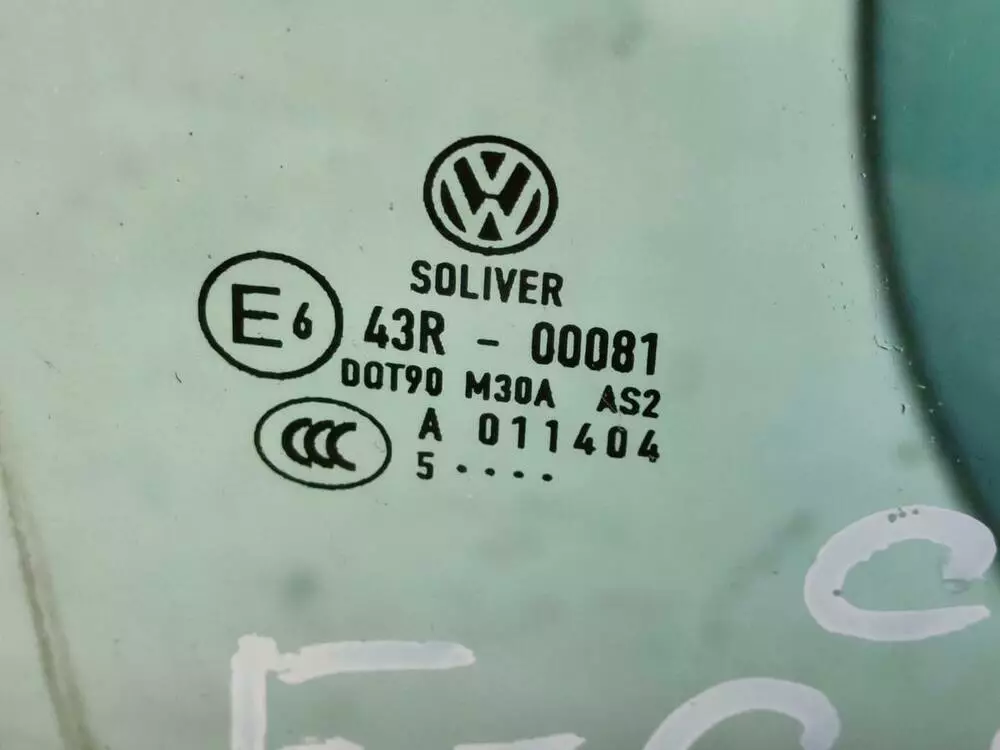 SOLIVER
E6 43R - 00081
DOT90 M30A AS2
CCC A 011404
5 ....